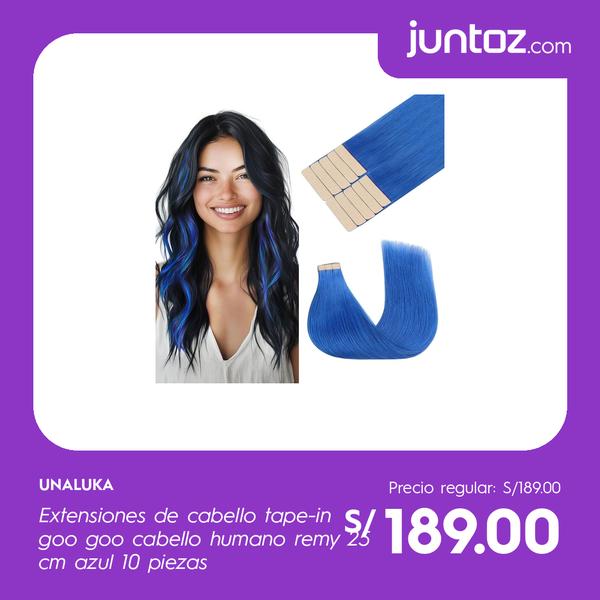 juntoz.com
UNALUKA
Precio regular: S/189.00
Extensiones de cabello tape-in
goo goo cabello humano remy 25
cm azul 10 piezas
S/ 189.00